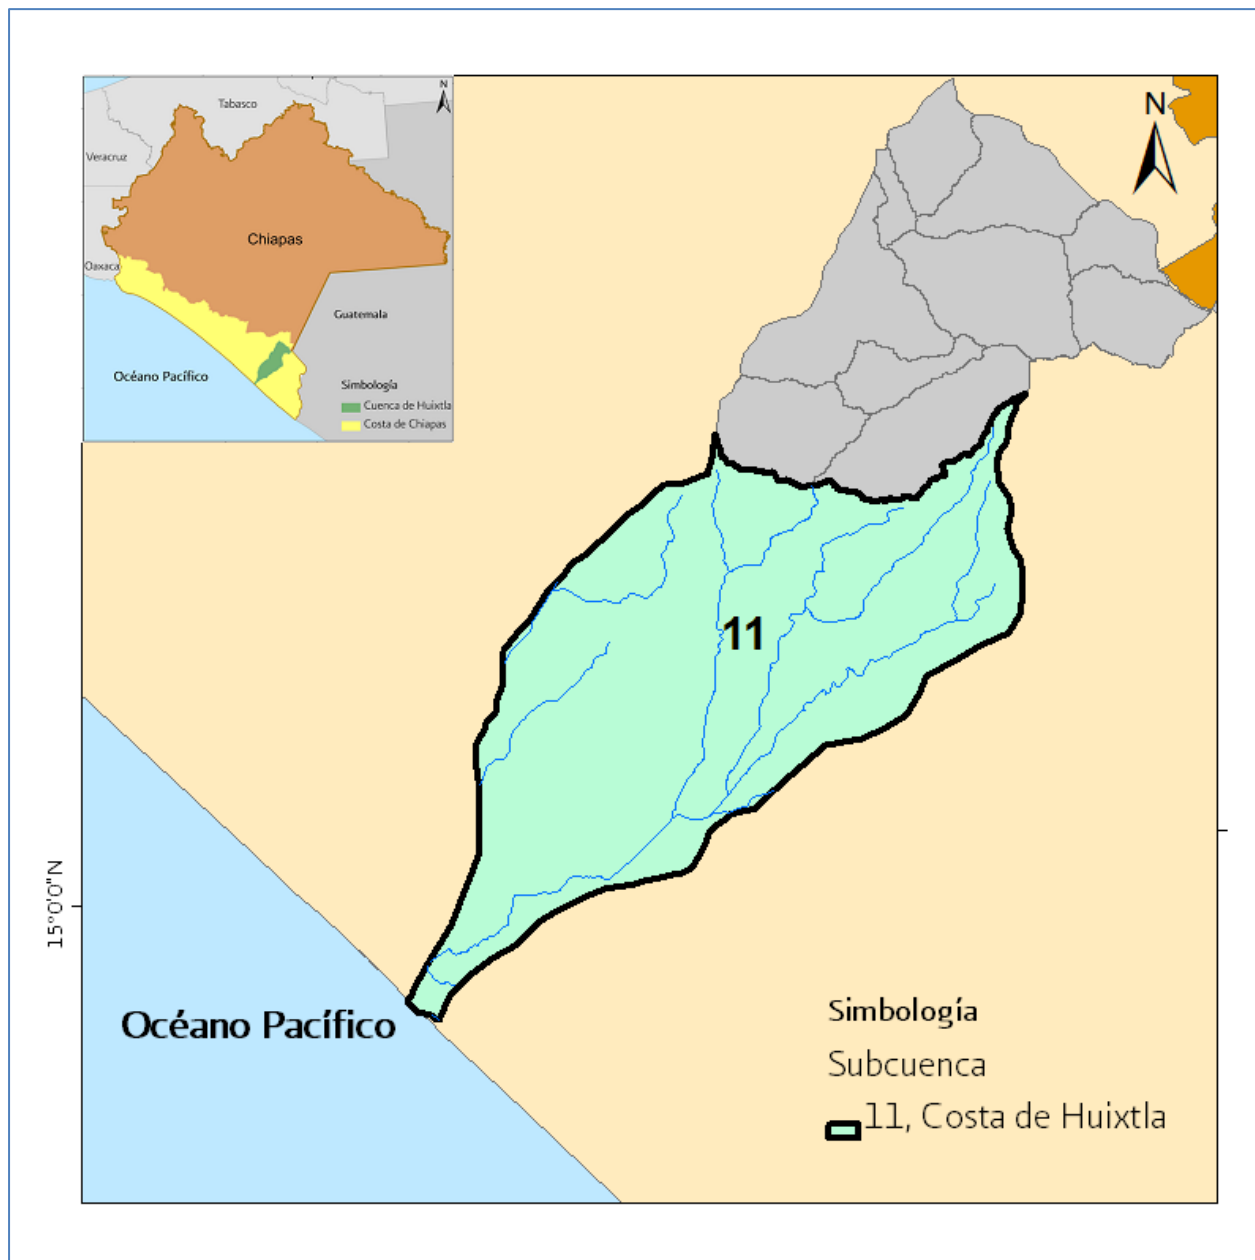 Tabasco
N
Veracruz
Chiapas
Oaxaca
Guatemala
Océano Pacífico
Simbología
Cuenca de Huixtla
Costa de Chiapas
N
11
15°0'0"N
Océano Pacífico
Simbología
Subcuenca
11, Costa de Huixtla